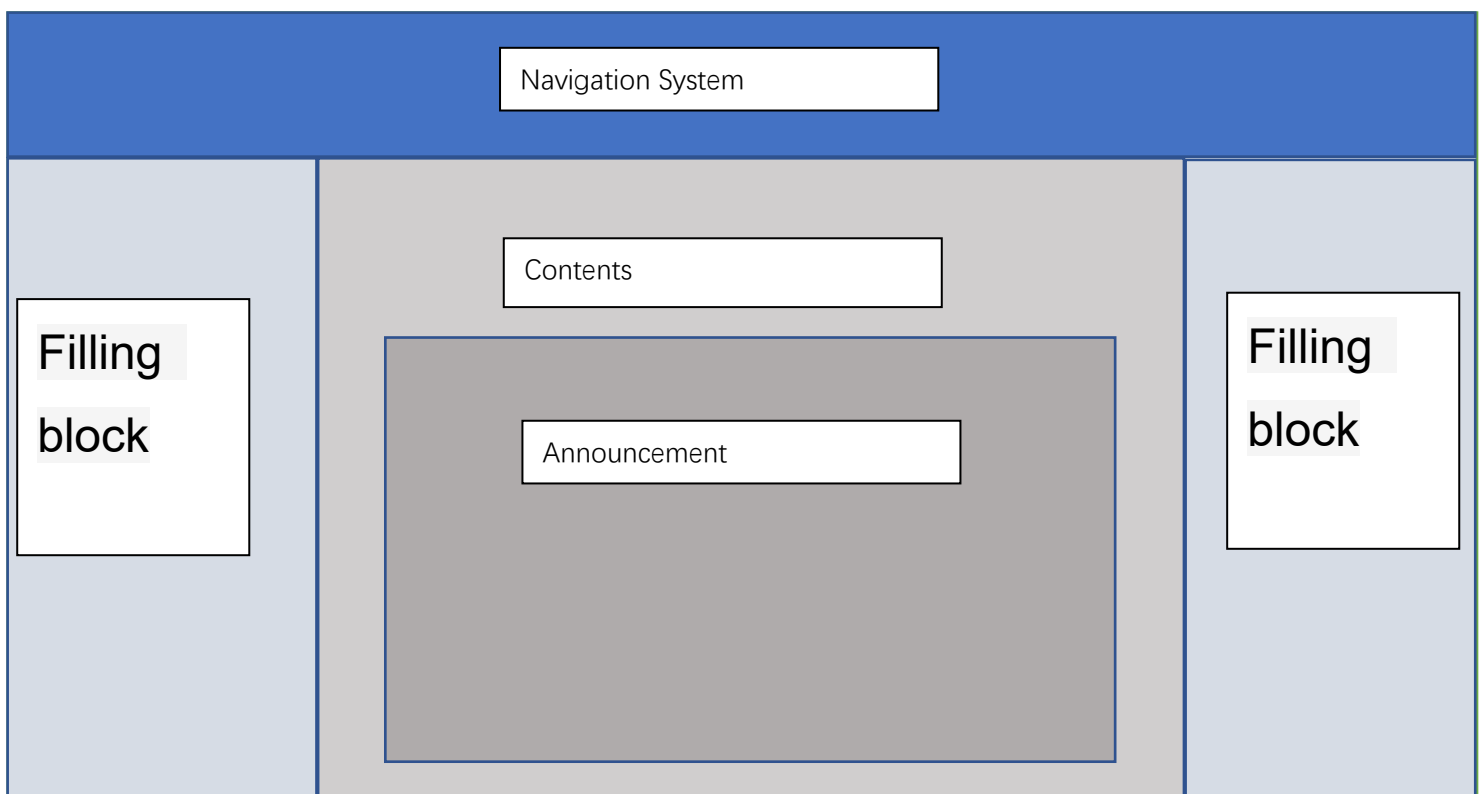 Navigation System
Contents
Filling
block
Announcement
Filling
block